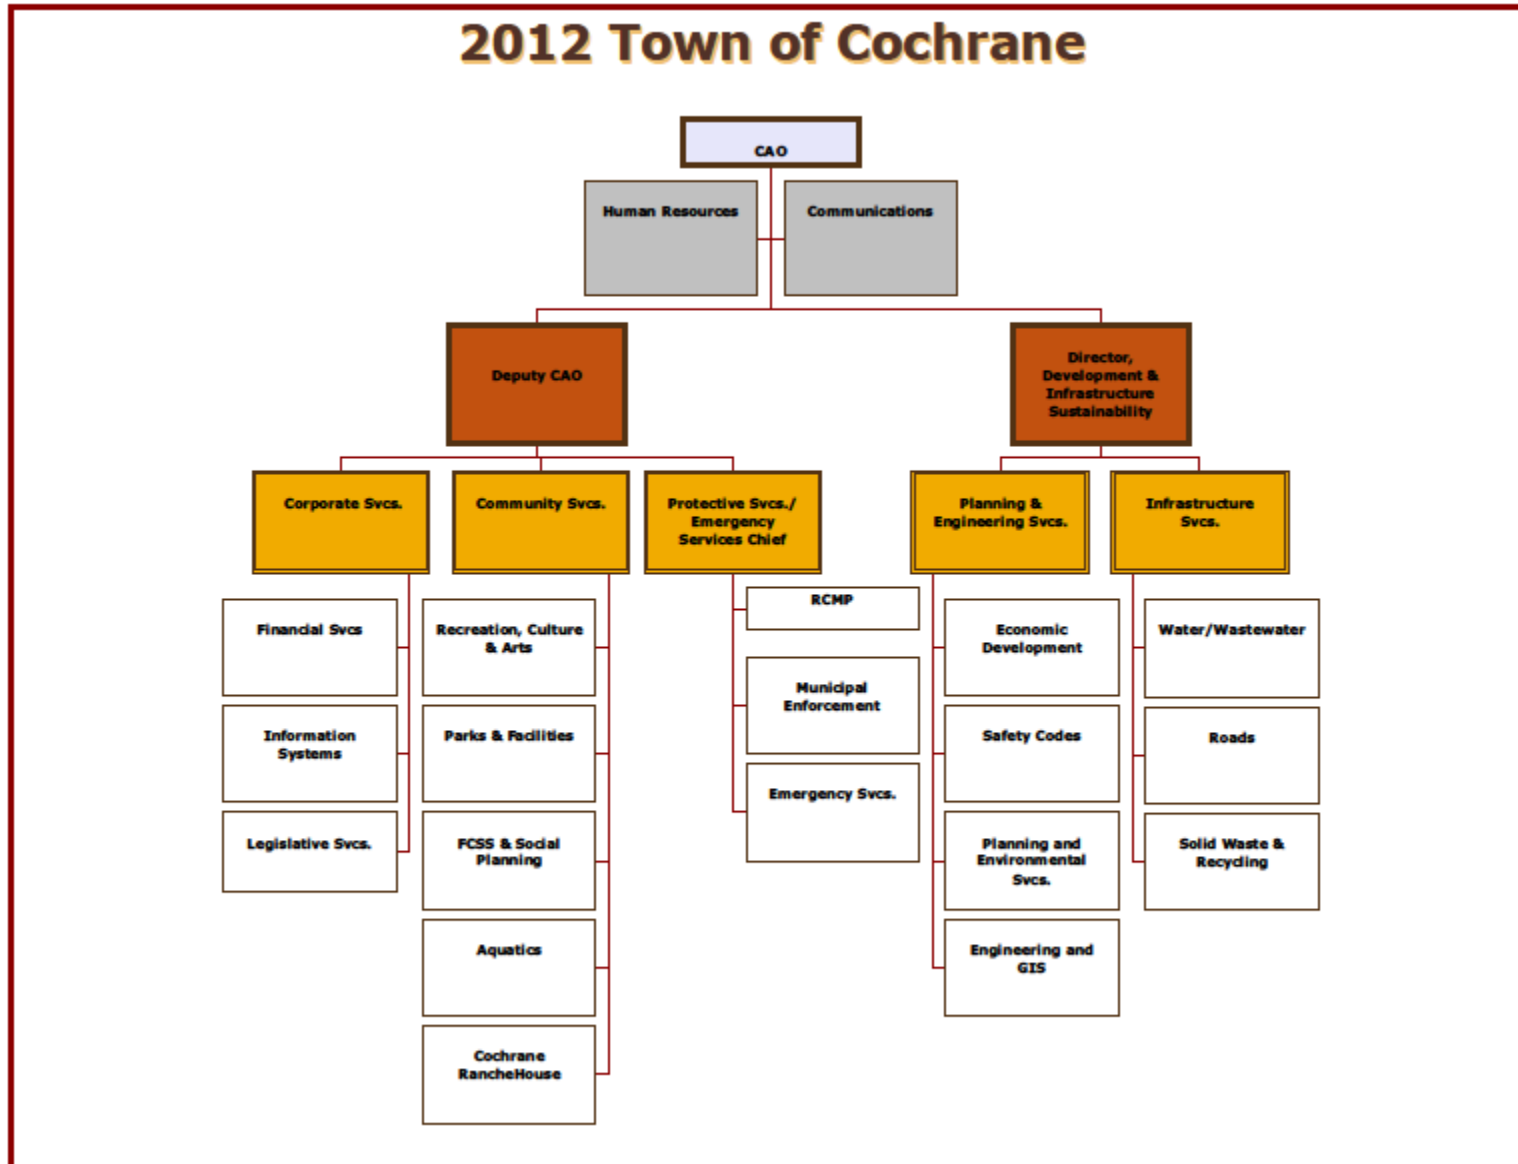 2012 Town of Cochrane
CAO
Human Resources
Communications
Deputy CAO
Director,
Development &
Infrastructure
Sustainability
Corporate Svcs.
Community Svcs.
Protective Svcs./
Emergency
Services Chief
Planning &
Engineering Svcs.
Infrastructure
Svcs.
Financial Svcs
Information
Systems
Legislative Svcs.
Recreation, Culture
& Arts
Parks & Facilities
FCSS & Social
Planning
Aquatics
Cochrane
RancheHouse
RCMP
Municipal
Enforcement
Emergency Svcs.
Economic
Development
Safety Codes
Planning and
Environmental
Svcs.
Engineering and
GIS
Water/Wastewater
Roads
Solid Waste &
Recycling